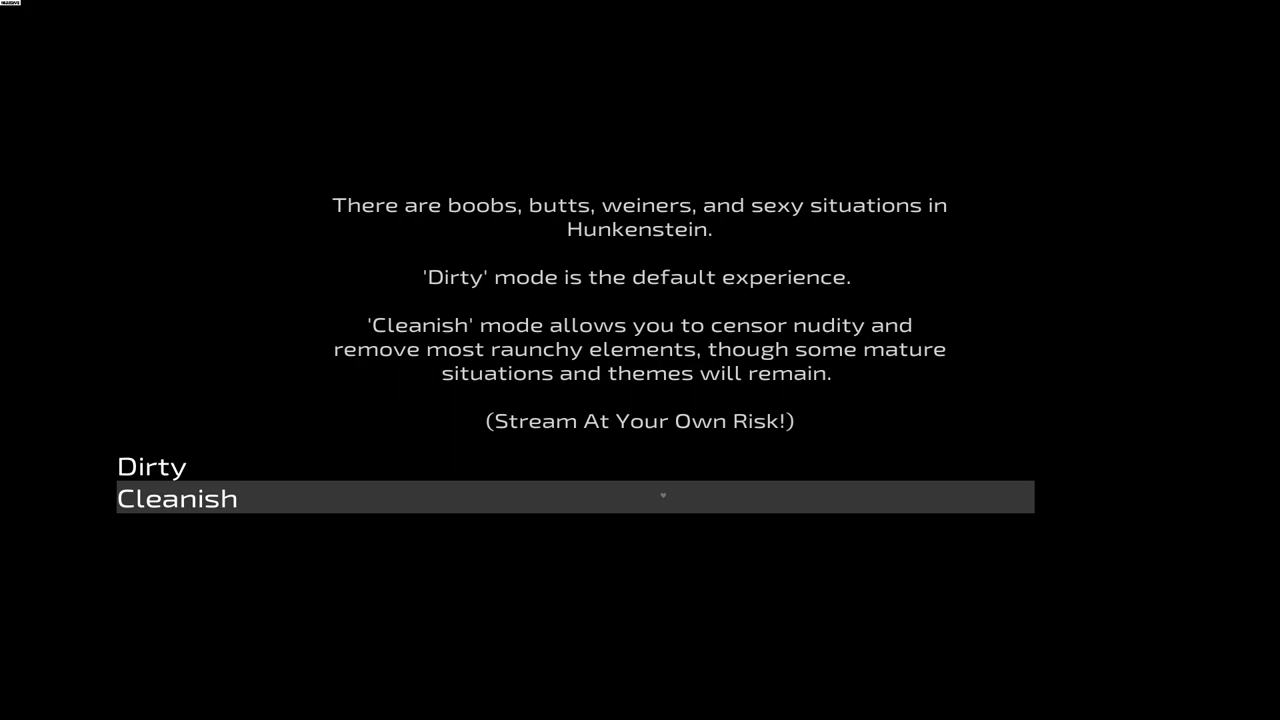 There are boobs, butts, weiners, and sexy situations in
Hunkenstein.
'Dirty' mode is the default experience.
'Cleanish' mode allows you to censor nudity and
remove most raunchy elements, though some mature
situations and themes will remain.
(Stream At Your Own Risk!)
Dirty
Cleanish